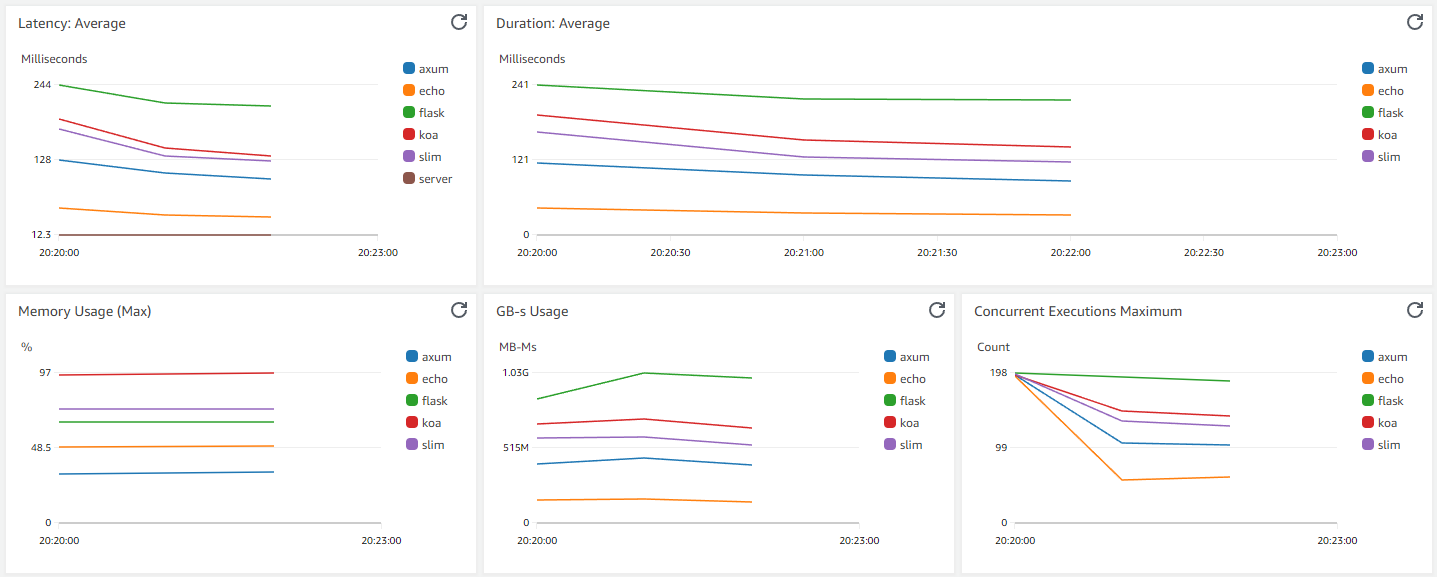 Latency: Average
Milliseconds
244
128
12.3
20:20:00
20:23:00
axum
echo
flask
koa
slim
server
Duration: Average
Milliseconds
241
121
0
20:20:00
20:20:30
20:21:00
20:21:30
20:22:00
20:22:30
20:23:00
axum
echo
flask
koa
slim
Memory Usage (Max)
%
97
48.5
0
20:20:00
20:23:00
axum
echo
flask
koa
slim
GB-s Usage
MB-Ms
1.03G
515M
0
20:20:00
20:23:00
axum
echo
flask
koa
slim
Concurrent Executions Maximum
Count
198
99
0
20:20:00
20:23:00
axum
echo
flask
koa
slim